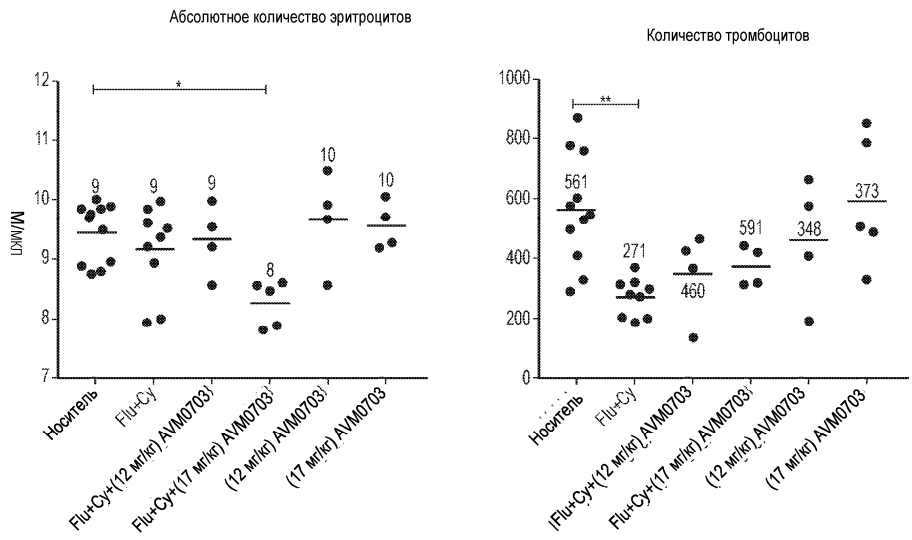 Абсолютное количество эритроцитов
12
11
10
9
8
7
М/мкл
*
9
9
9
8
10
10
Носитель
Flu+Cy
Flu+Cy+(12 мг/кг) AVM0703}
Flu+Cy+(17 мг/кг) AVM0703}
(12 мг/кг) AVM0703}
(17 мг/кг) AVM0703
Количество тромбоцитов
1000
800
600
400
200
0
**
561
271
460
591
348
373
Носитель
Flu+Cy
|Flu+Cy+(12 мг/кг) AVM0703
Flu+Cy+(17 мг/кг) AVM0703}
(12 мг/кг) AVM0703
(17 мг/кг) AVM0703